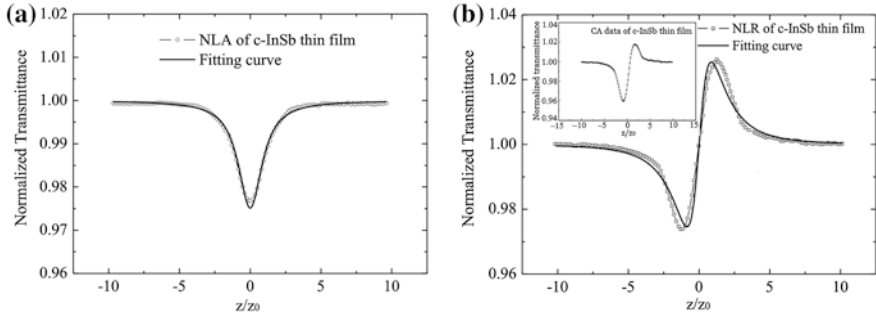 (a)
1.02
1.01
1.00
0.99
0.98
0.97
0.96
Normalized Transmittance
NLA of c-InSb thin film
Fitting curve
-10
-5
0
5
10
z/z0
(b)
1.04
1.02
1.00
0.98
0.96
Normalized Transmittance
NLR of c-InSb thin film
Fitting curve
-10
-5
0
5
10
z/z0
CA data of c-InSb thin film
1.04
1.02
1.00
0.98
0.96
0.94
Normalized transmittance
-15
-10
-5
0
5
10
15
z/z0